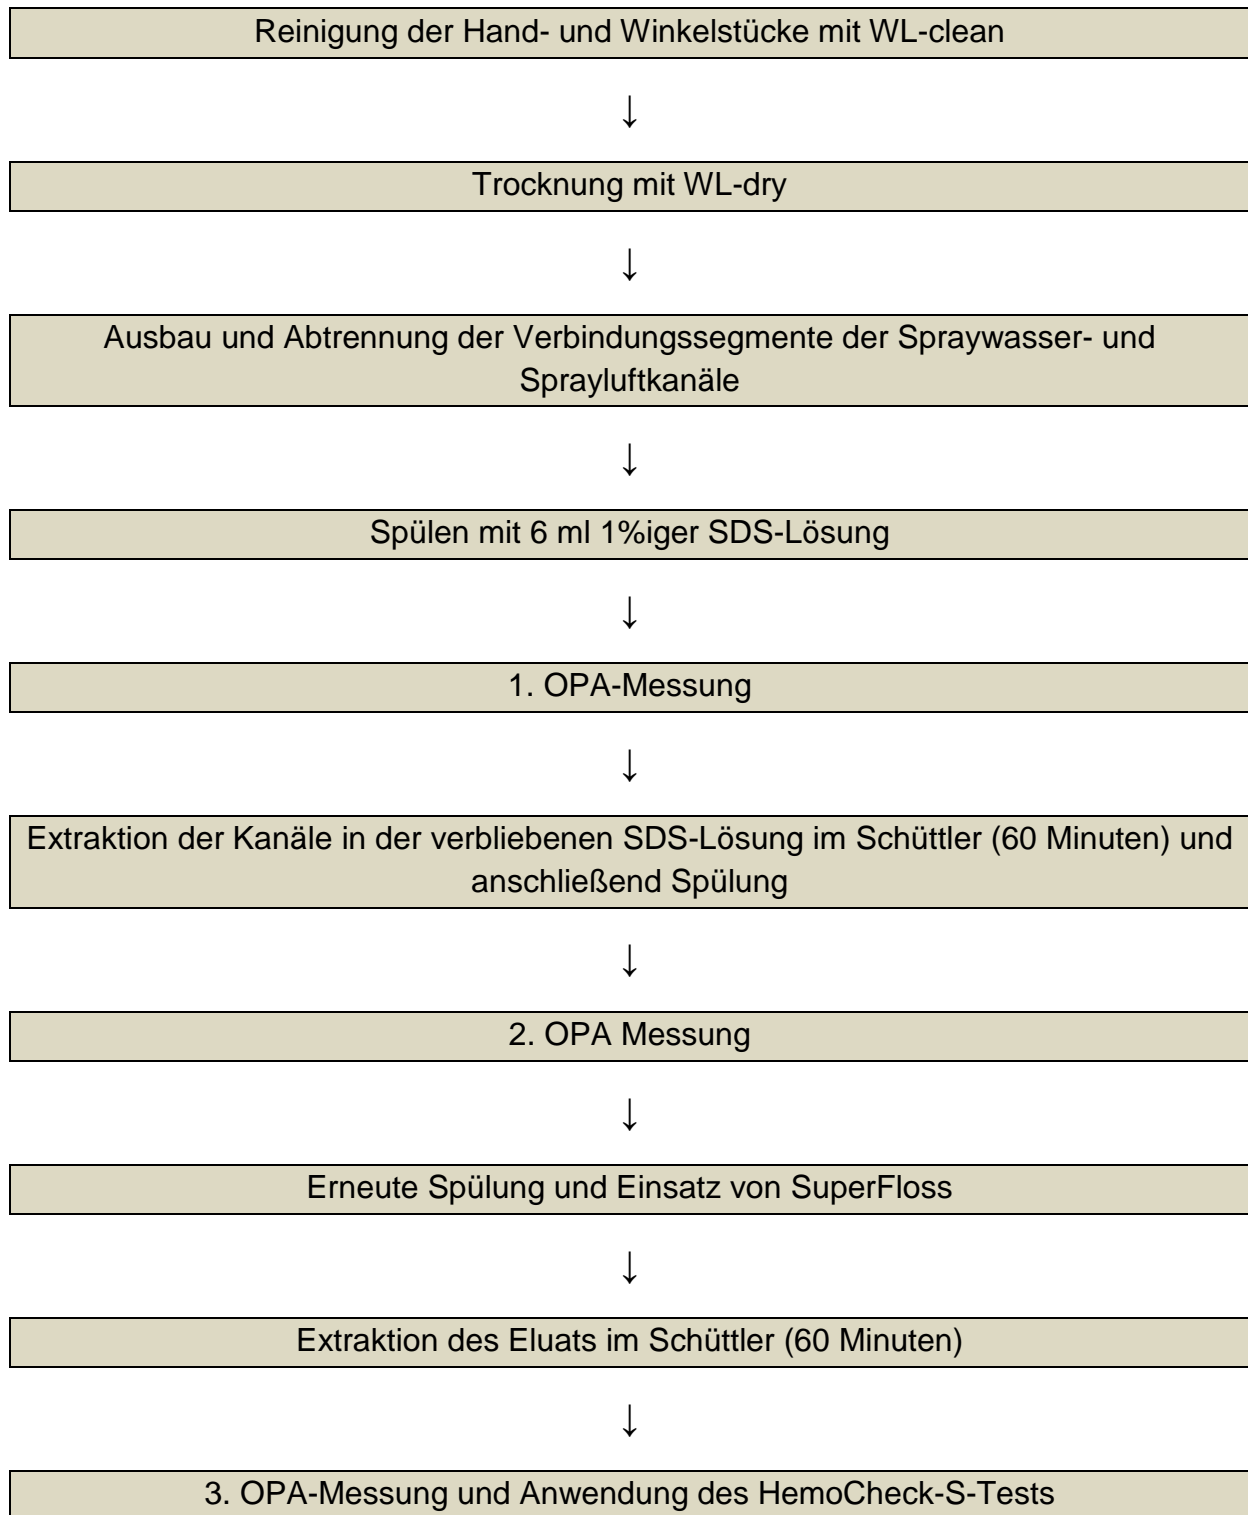 Reinigung der Hand- und Winkelstücke mit WL-clean
↓
Trocknung mit WL-dry
↓
Ausbau und Abtrennung der Verbindungssegmente der Spraywasser- und
Sprayluftkanäle
↓
Spülen mit 6 ml 1%iger SDS-Lösung
↓
1. OPA-Messung
↓
Extraktion der Kanäle in der verbliebenen SDS-Lösung im Schüttler (60 Minuten) und
anschließend Spülung
↓
2. OPA Messung
↓
Erneute Spülung und Einsatz von SuperFloss
↓
Extraktion des Eluats im Schüttler (60 Minuten)
↓
3. OPA-Messung und Anwendung des HemoCheck-S-Tests